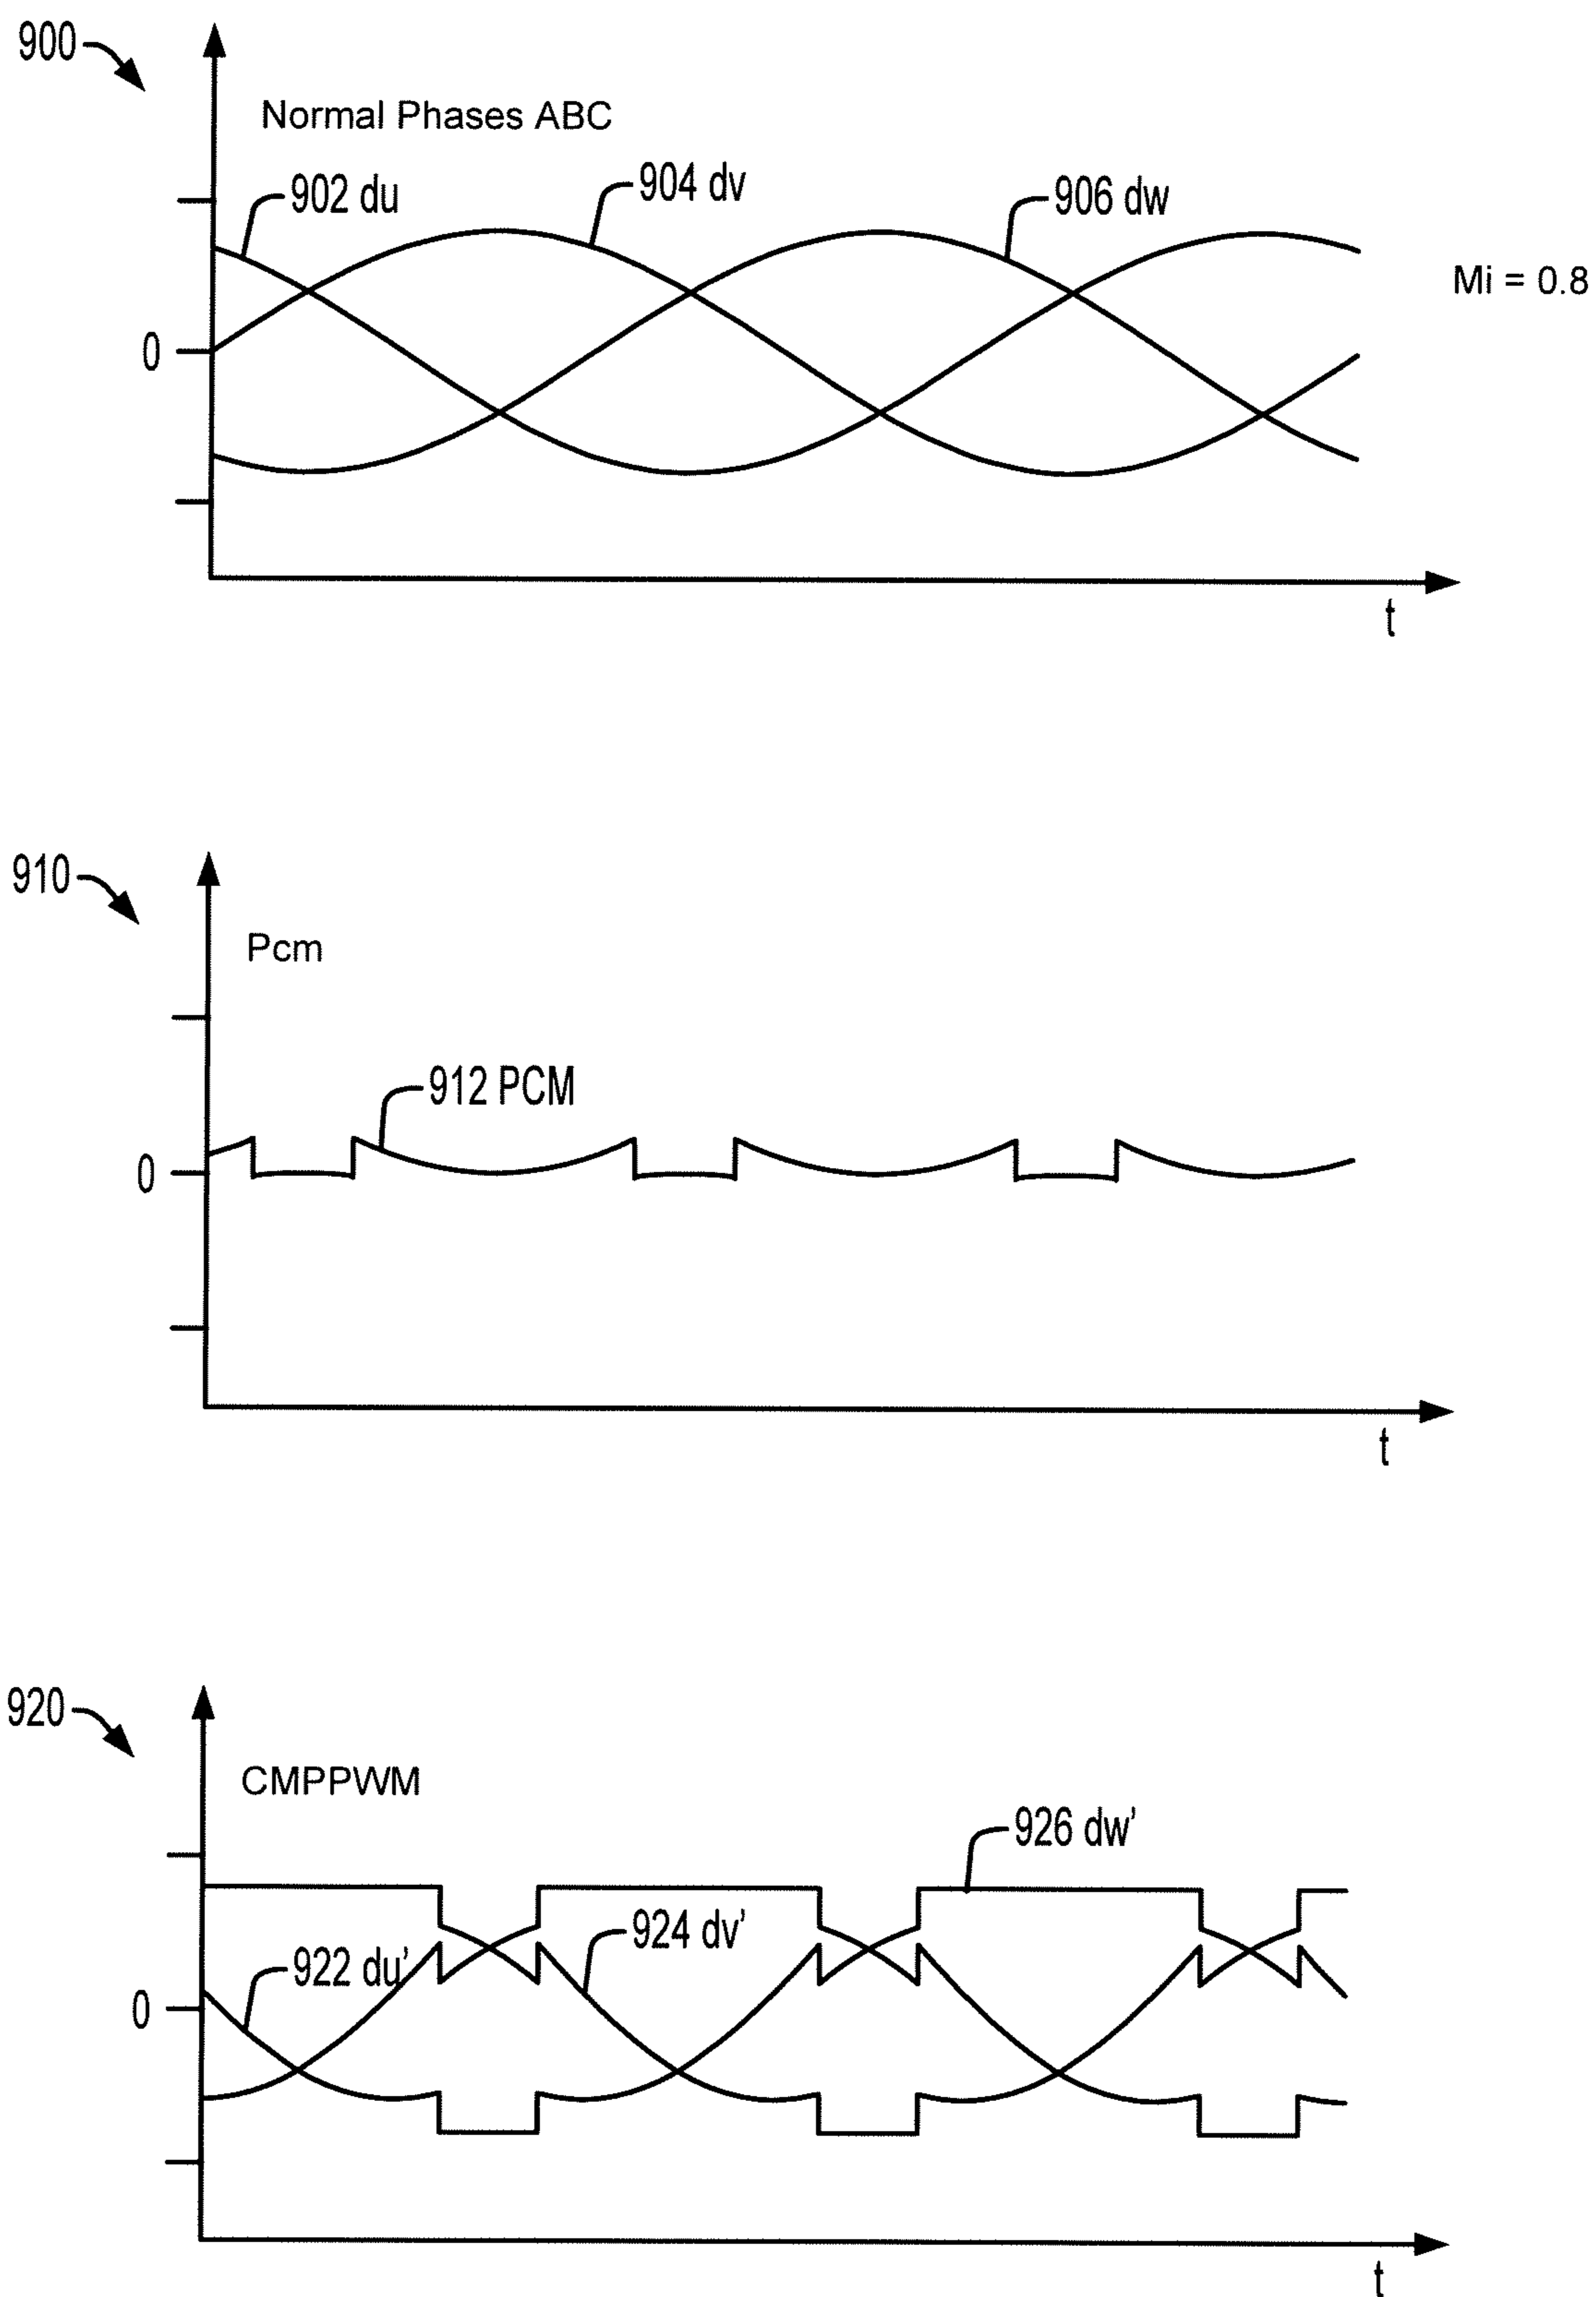 900
Normal Phases ABC
902 du
904 dv
906 dw
Mi = 0.8
0
t
910
Pcm
912 PCM
0
t
920
CMPPWM
926 dw'
924 dv'
922 du'
0
t